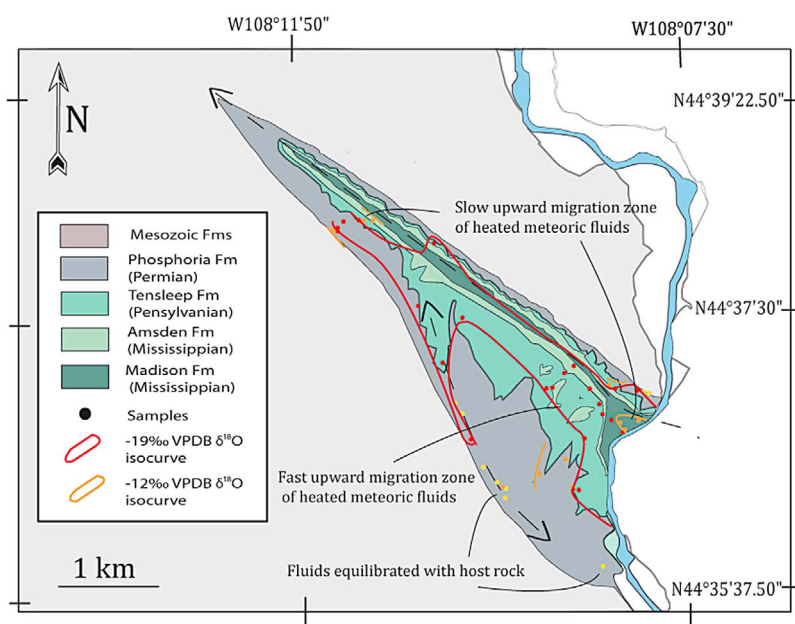 W108°11'50"
W108°07'30"
N44°39'22.50"
N
Slow upward migration zone
of heated meteoric fluids
Mesozoic Fms
Phosphoria Fm
(Permian)
Tensleep Fm
(Pensylvanian)
Amsden Fm
(Mississippian)
Madison Fm
(Mississippian)
Samples
-19‰ VPDB δ¹⁸O
isocurve
-12‰ VPDB δ¹⁸O
isocurve
N44°37'30"
Fast upward migration zone
of heated meteoric fluids
1 km
Fluids equilibrated with host rock
N44°35'37.50"